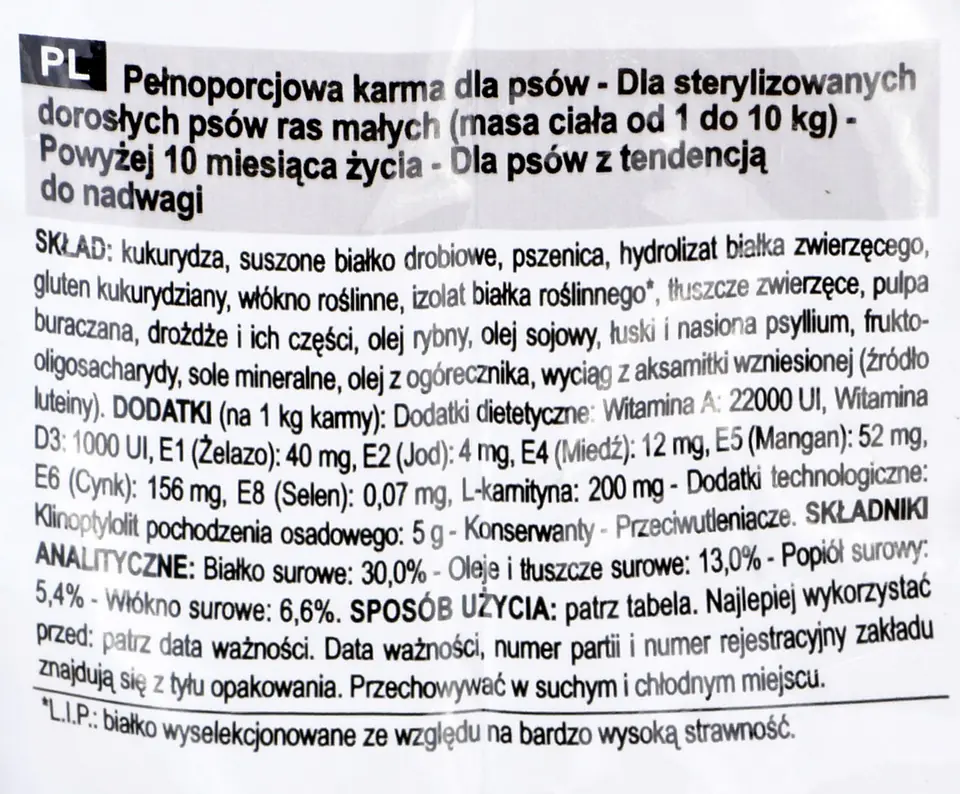 PL
Pełnoporcjowa karma dla psów - Dla sterylizowanych
dorosłych psów ras małych (masa ciała od 1 do 10 kg) -
Powyżej 10 miesiąca życia - Dla psów z tendencją
do nadwagi
SKŁAD: kukurydza, suszone białko drobiowe, pszenica, hydrolizat białka zwierzęcego,
gluten kukurydziany, włókno roślinne, izolat białka roślinnego*, tłuszcze zwierzęce, pulpa
buraczana, drożdże i ich części, olej rybny, olej sojowy, łuski i nasiona psyllium, frukto-
oligosacharydy, sole mineralne, olej z ogórecznika, wyciąg z aksamitki wzniesionej (źródło
luteiny). DODATKI (na 1 kg karmy): Dodatki dietetyczne: Witamina A: 22000 UI, Witamina
D3: 1000 UI, E1 (Żelazo): 40 mg, E2 (Jod): 4 mg, E4 (Miedź): 12 mg, E5 (Mangan): 52 mg,
E6 (Cynk): 156 mg, E8 (Selen): 0,07 mg, L-karnityna: 200 mg - Dodatki technologiczne:
Klinoptylolit pochodzenia osadowego: 5 g - Konserwanty - Przeciwutleniacze. SKŁADNIKI
ANALITYCZNE: Białko surowe: 30,0% - Oleje i tłuszcze surowe: 13,0% - Popiół surowy:
5,4% - Włókno surowe: 6,6%. SPOSÓB UŻYCIA: patrz tabela. Najlepiej wykorzystać
przed: patrz data ważności. Data ważności, numer partii i numer rejestracyjny zakładu
znajdują się z tyłu opakowania. Przechowywać w suchym i chłodnym miejscu.
*L.I.P.: białko wyselekcjonowane ze względu na bardzo wysoką strawność.